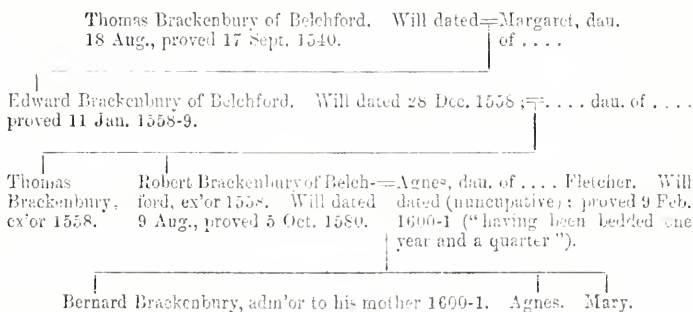 Thomas Brackenbury of Belchford. Will dated=Margaret, dau.
18 Aug., proved 17 Sept. 1540. of . . . .
Edward Brackenbury of Belchford. Will dated 28 Dec. 1558 ;=. . . . dau. of . . . .
proved 11 Jan. 1558-9.
Thomas Robert Brackenbury of Belch-=Agnes, dau. of . . . . Fletcher. Will
Brackenbury, ford, ex'or 1558. Will dated dated (nuncupative) ; proved 9 Feb.
ex'or 1558. 9 Aug., proved 5 Oct. 1580. 1600-1 ("having been bedded one
year and a quarter").
Bernard Brackenbury, adm'or to his mother 1600-1. Agnes. Mary.